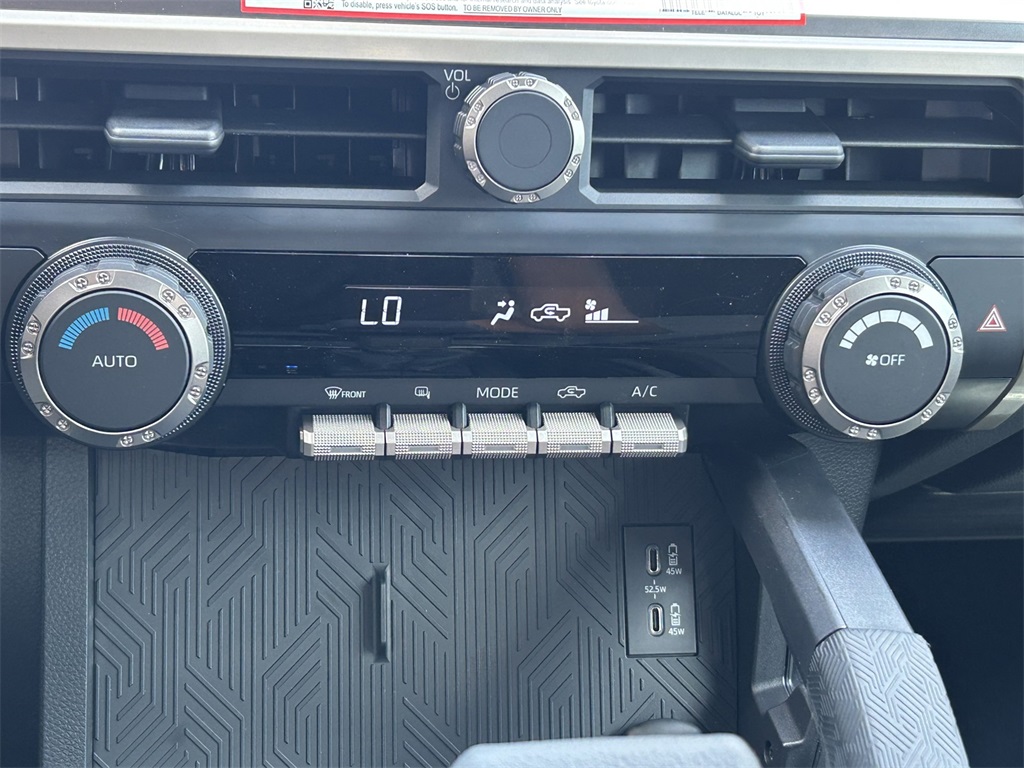 To disable, press vehicle's SOS button. TO BE REMOVED BY OWNER ONLY
VOL
LO
AUTO
OFF
FRONT
MODE
A/C
45W
52.5W
45W